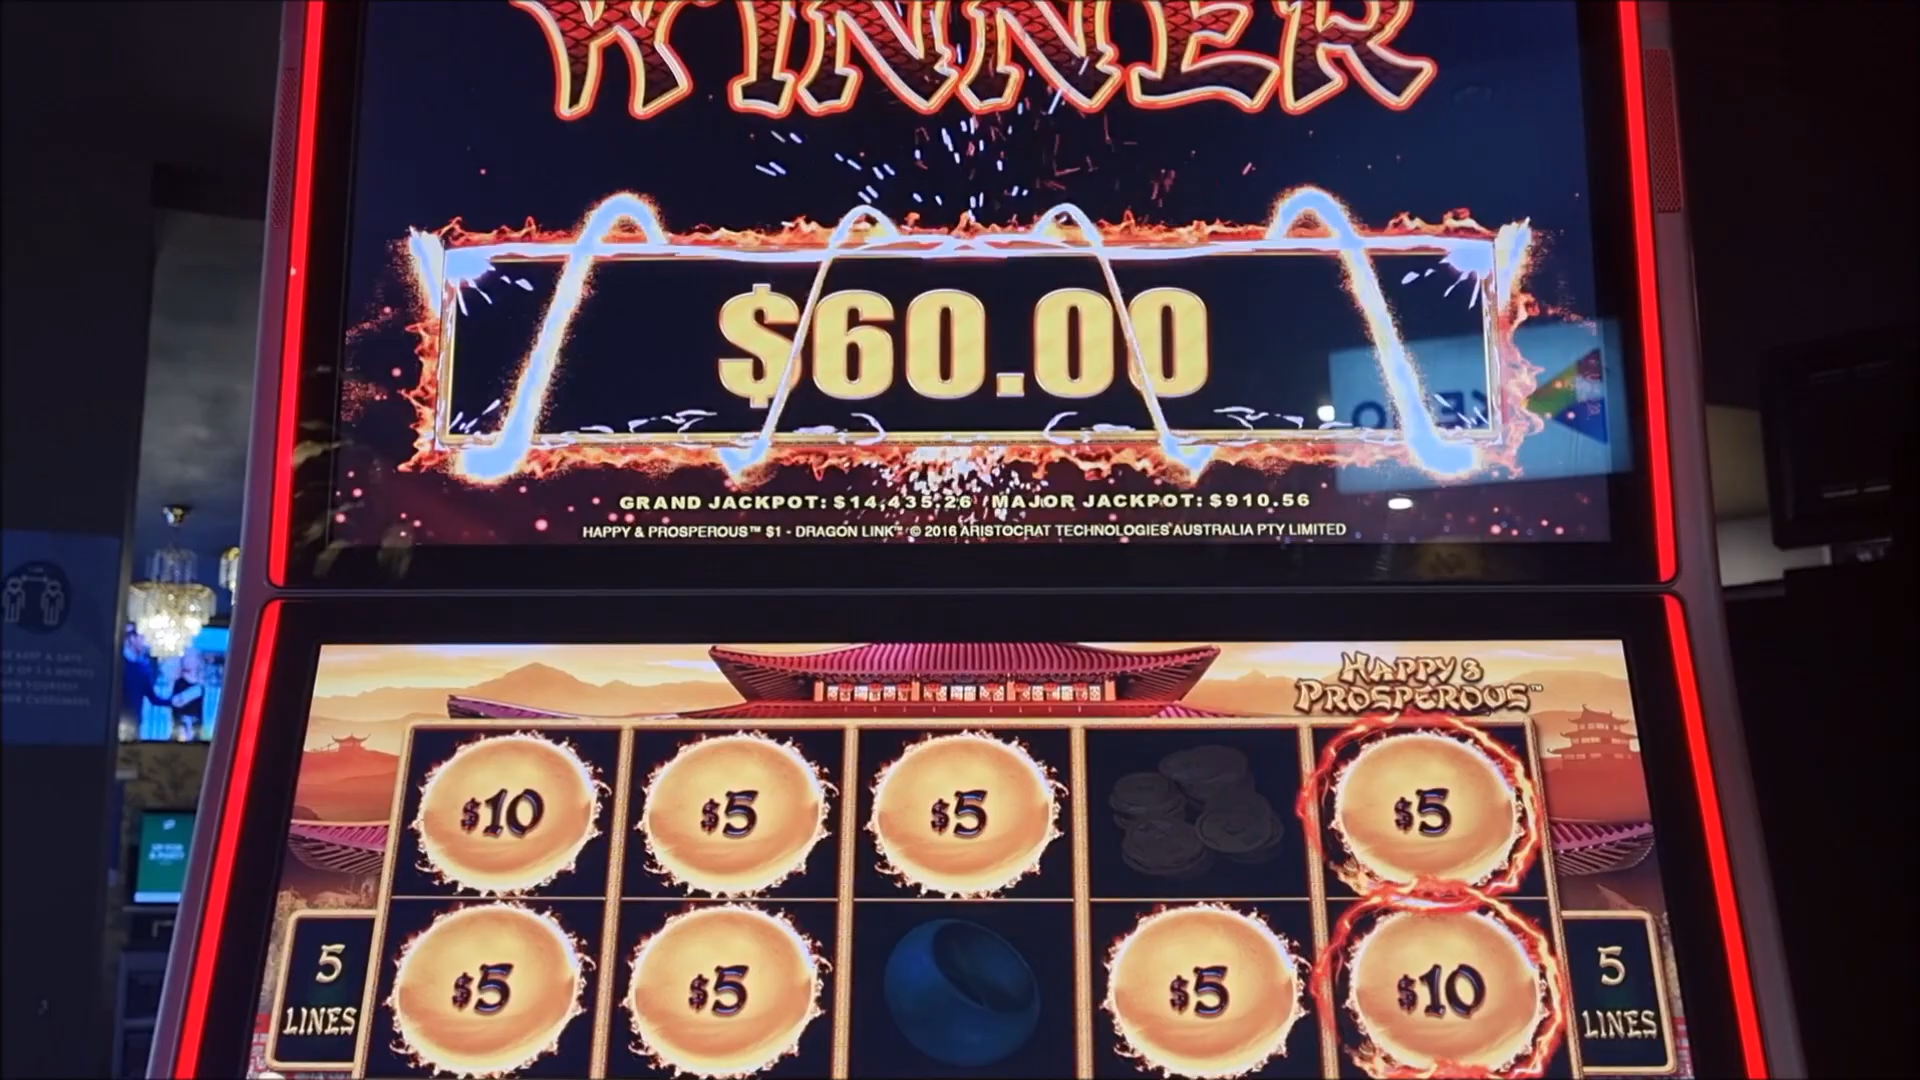 WINNER
$60.00
GRAND JACKPOT: $14,435.26 MAJOR JACKPOT: $910.56
HAPPY & PROSPEROUS™ $1 - DRAGON LINK™ © 2016 ARISTOCRAT TECHNOLOGIES AUSTRALIA PTY LIMITED
HAPPY &
PROSPEROUS™
$10 $5 $5 $5
$5 $5 $5 $10
5
LINES
5
LINES